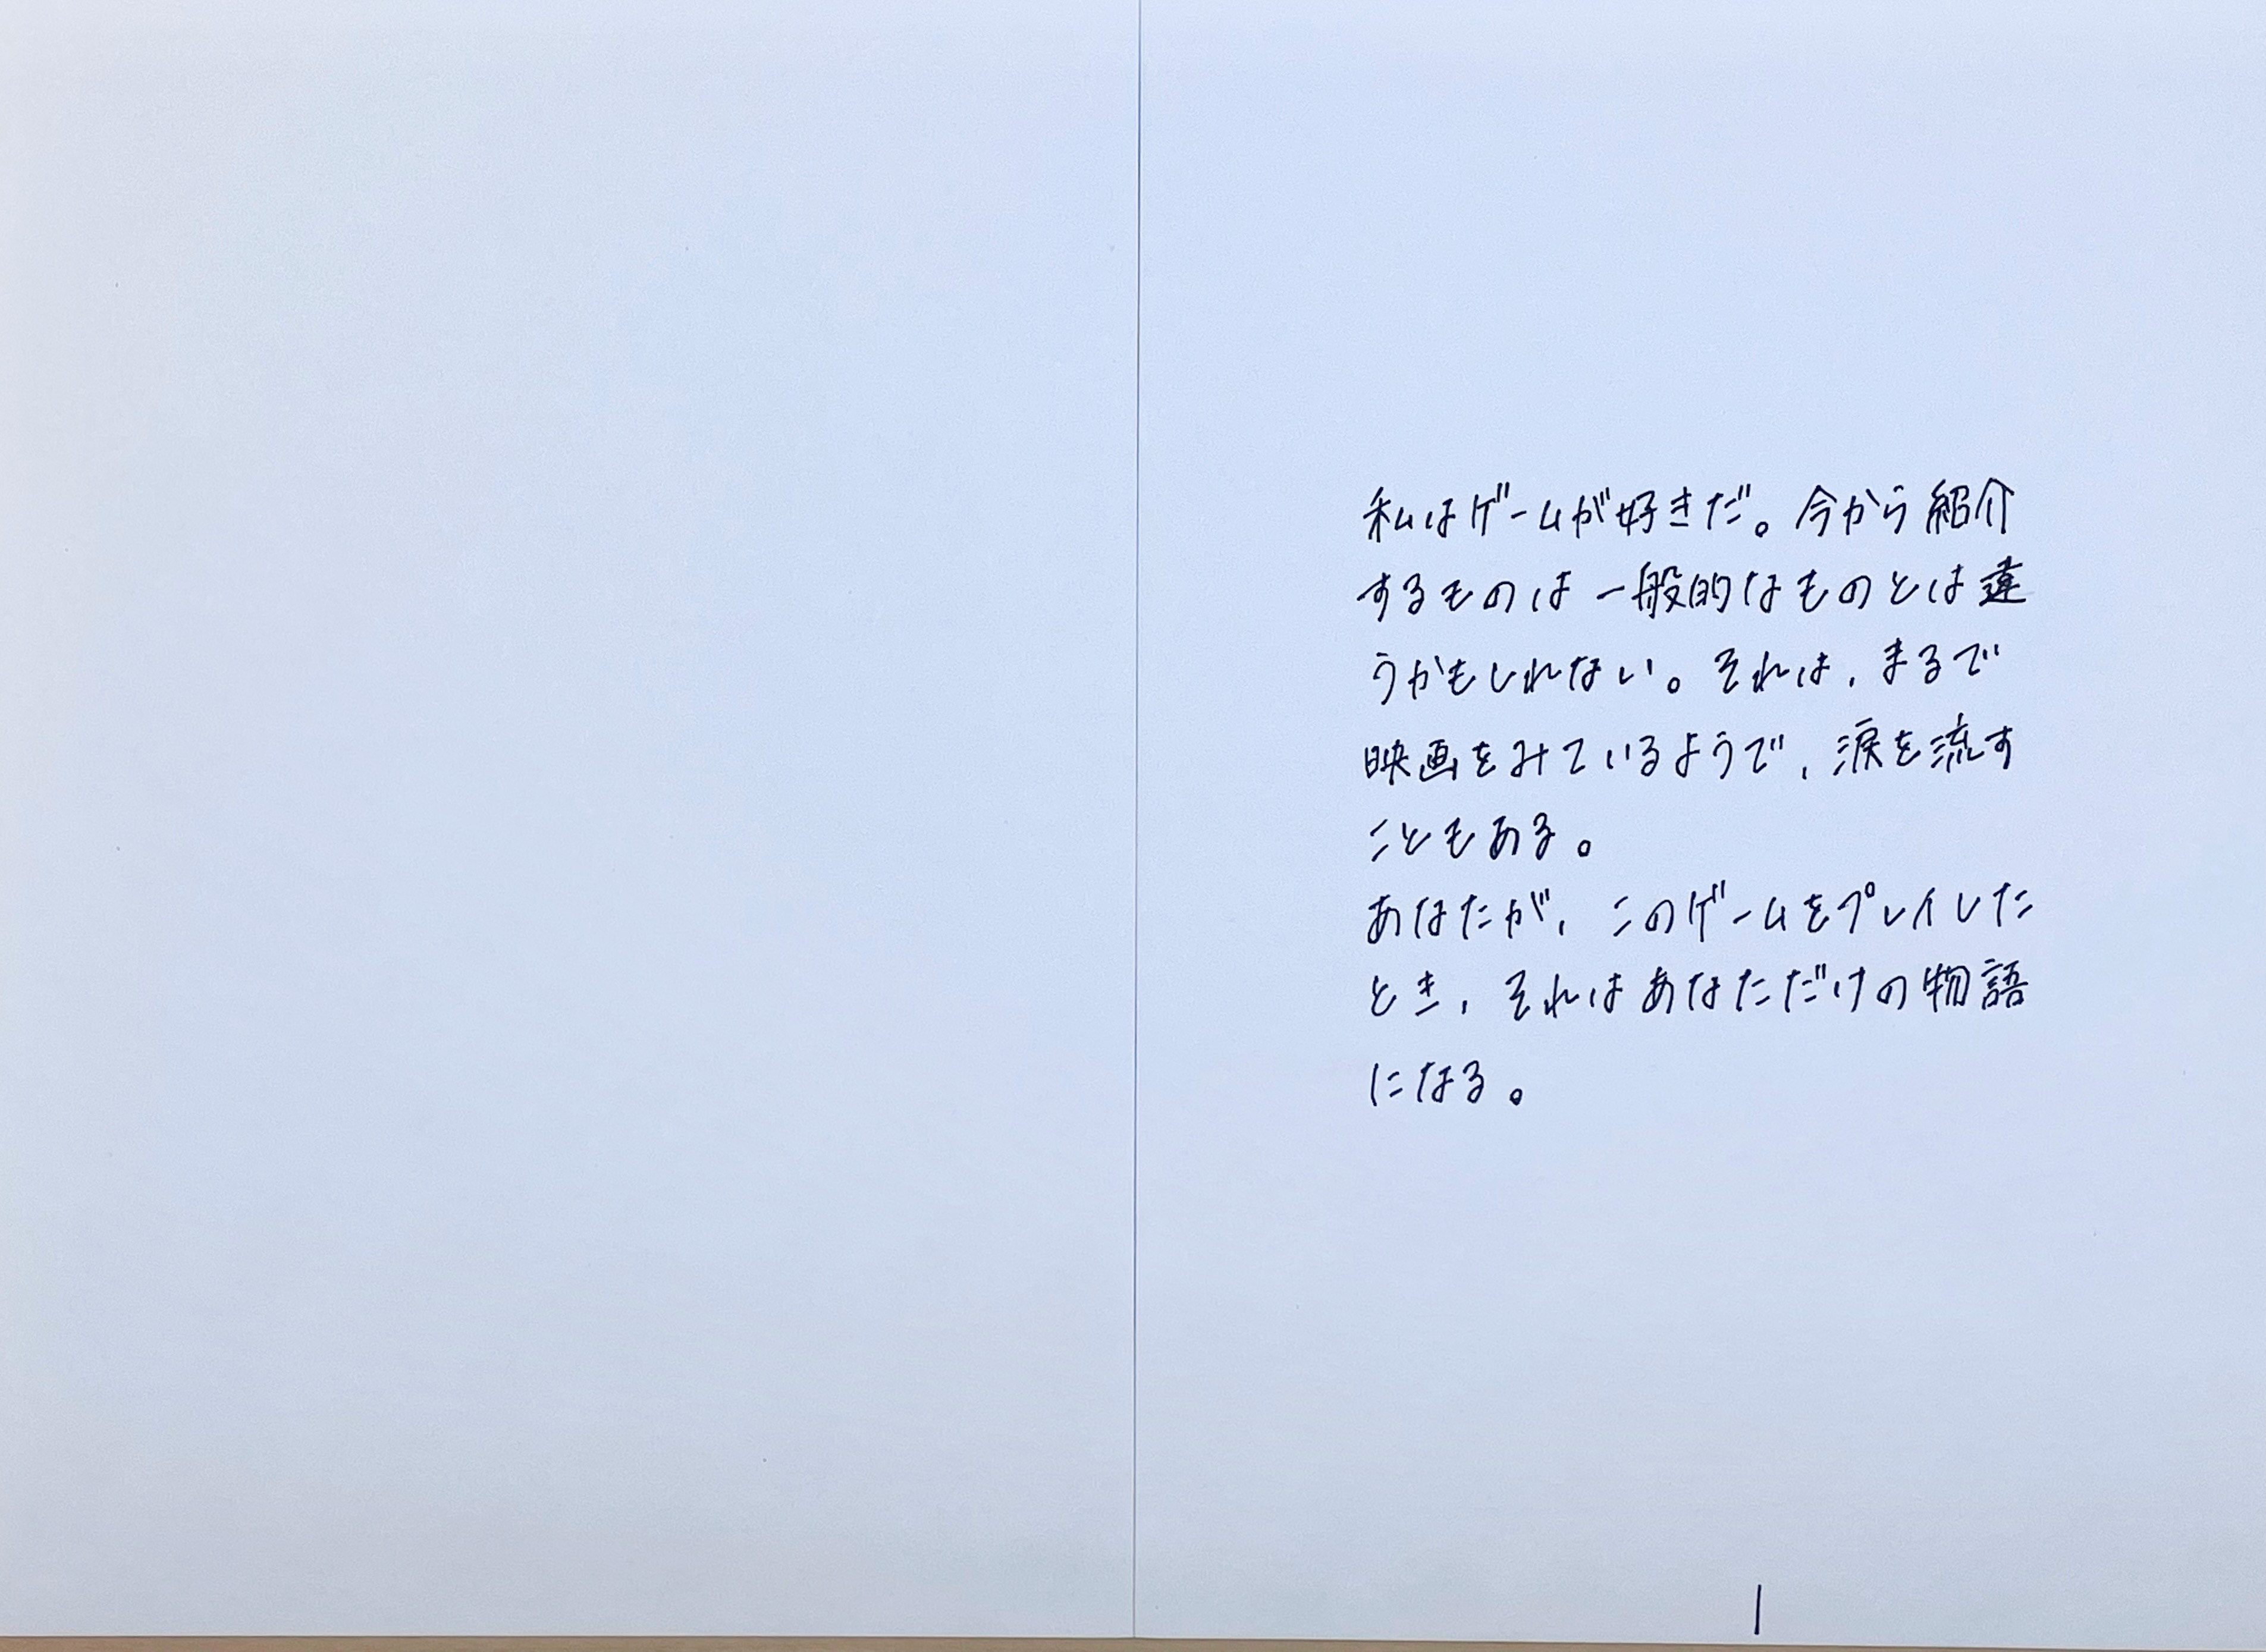 私はゲームが好きだ。今から紹介
するものは一般的なものとは違
うかもしれない。それは、まるで
映画をみているようで、涙を流す
こともある。
あなたが、このゲームをプレイした
とき、それはあなただけの物語
になる。
1